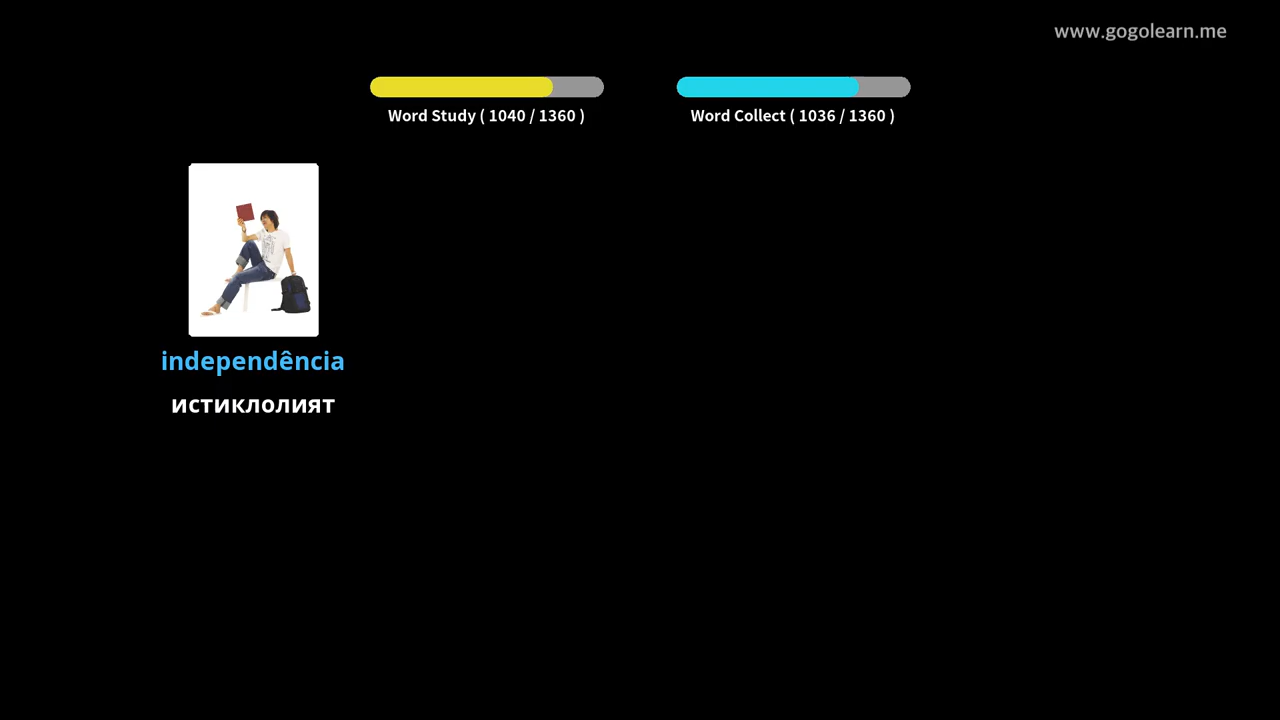 www.gogolearn.me
Word Study ( 1040 / 1360 )
Word Collect ( 1036 / 1360 )
independência
истиклолият